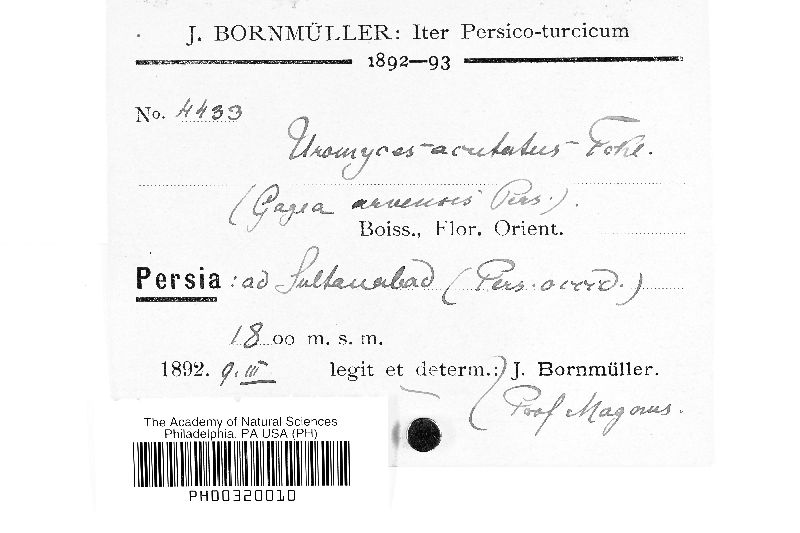 J. BORNMÜLLER: Iter Persico-turcicum
1892—93
No. 4433
Uromyces acutatus Fckl.
(Gagea arvensis Pers.).
Boiss., Flor. Orient.
Persia: ad Sultanabad (Pers. occid.)
1800 m. s. m.
1892. 9. III legit et determ.: J. Bornmüller.
(Prof Magnus.
The Academy of Natural Sciences
Philadelphia, PA USA (PH)
PH00320010